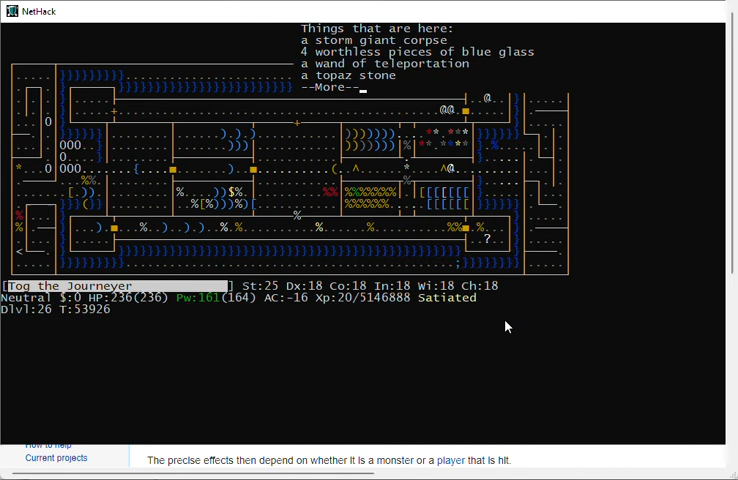 NetHack
Things that are here:
a storm giant corpse
4 worthless pieces of blue glass
a wand of teleportation
a topaz stone
--More--
[Tog the Journeyer ] St:25 Dx:18 Co:18 In:18 Wi:18 Ch:18
Neutral $:0 HP:236(236) Pw:161(164) AC:-16 Xp:20/5146888 Satiated
Dlvl:26 T:53926
How to help
Current projects
The precise effects then depend on whether it is a monster or a player that is hit.